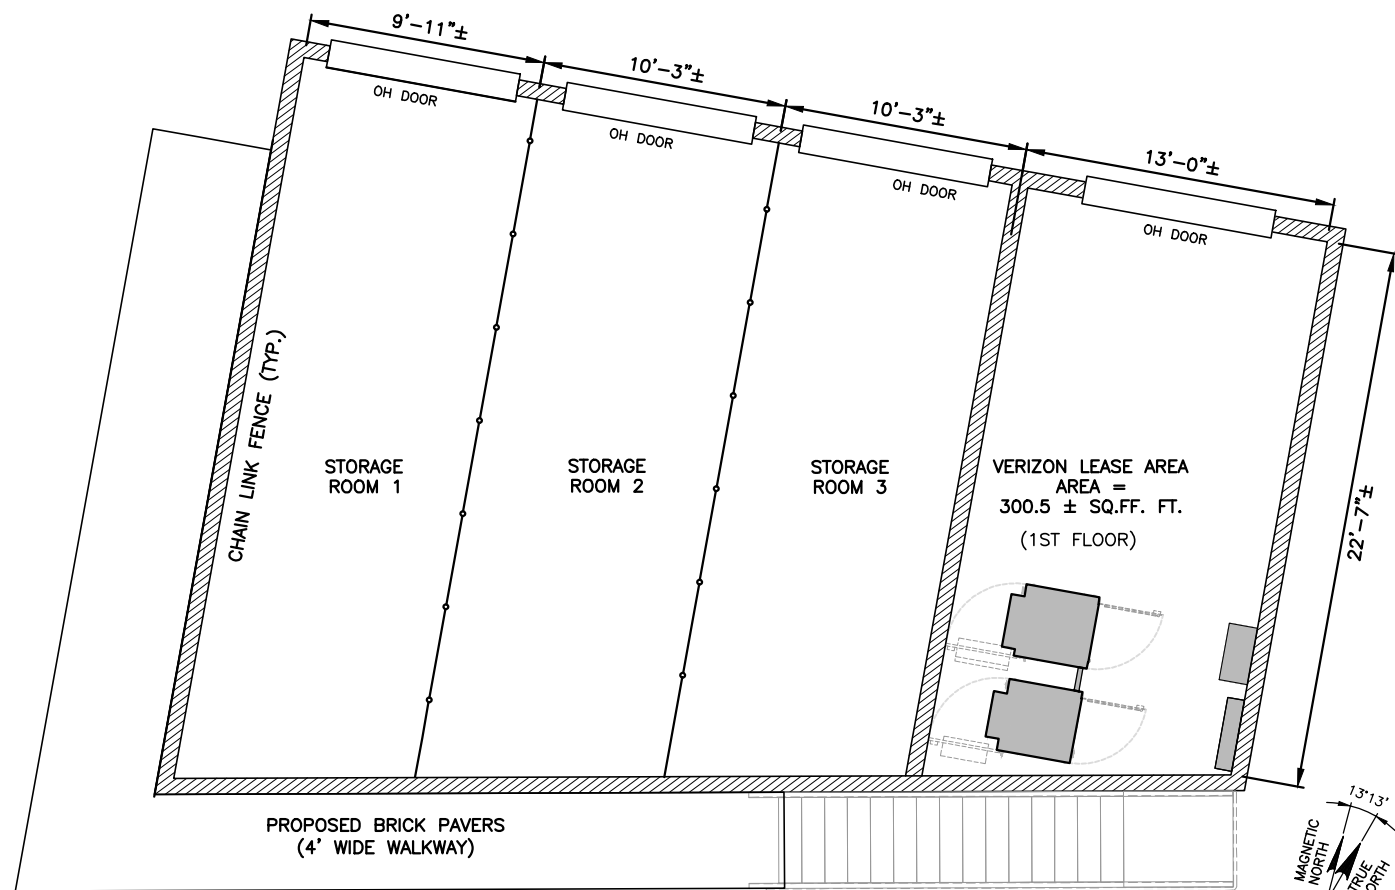 9'-11"±
10'-3"±
10'-3"±
13'-0"±
OH DOOR
OH DOOR
OH DOOR
OH DOOR
22'-7"±
CHAIN LINK FENCE (TYP.)
STORAGE
ROOM 1
STORAGE
ROOM 2
STORAGE
ROOM 3
VERIZON LEASE AREA
AREA =
300.5 ± SQ.FF. FT.
(1ST FLOOR)
PROPOSED BRICK PAVERS
(4' WIDE WALKWAY)
13°13'
MAGNETIC
NORTH
TRUE